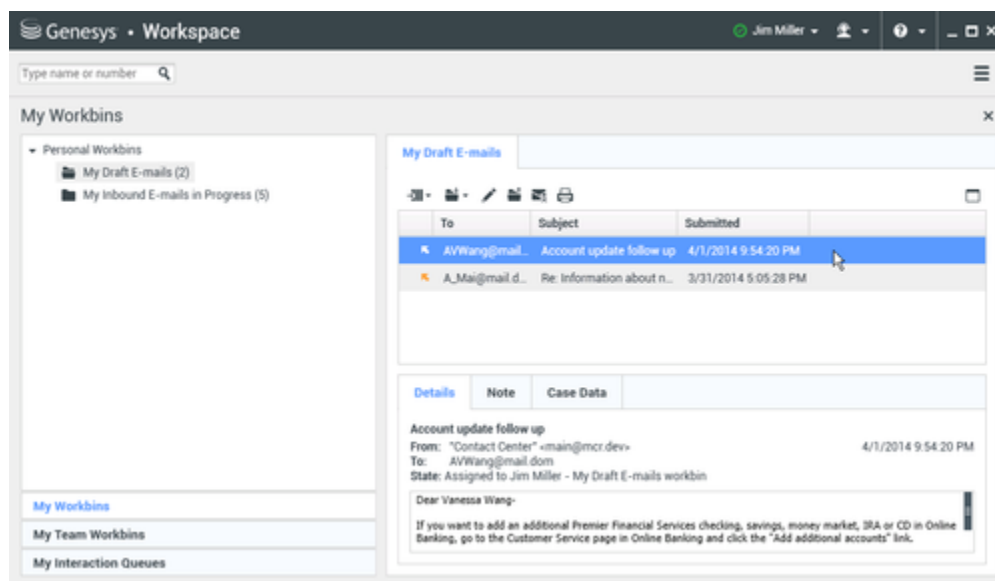 Genesys • Workspace
Jim Miller
Type name or number
My Workbins
Personal Workbins
My Draft E-mails (2)
My Inbound E-mails in Progress (5)
My Workbins
My Team Workbins
My Interaction Queues
My Draft E-mails
To Subject Submitted
AVWang@mail... Account update follow up 4/1/2014 9:54:20 PM
A_Mai@mail.d... Re: Information about n... 3/31/2014 5:05:28 PM
Details Note Case Data
Account update follow up
From: "Contact Center" <main@mcr.dev> 4/1/2014 9:54:20 PM
To: AVWang@mail.dom
State: Assigned to Jim Miller - My Draft E-mails workbin
Dear Vanessa Wang-
If you want to add an additional Premier Financial Services checking, savings, money market, IRA or CD in Online
Banking, go to the Customer Service page in Online Banking and click the "Add additional accounts" link.